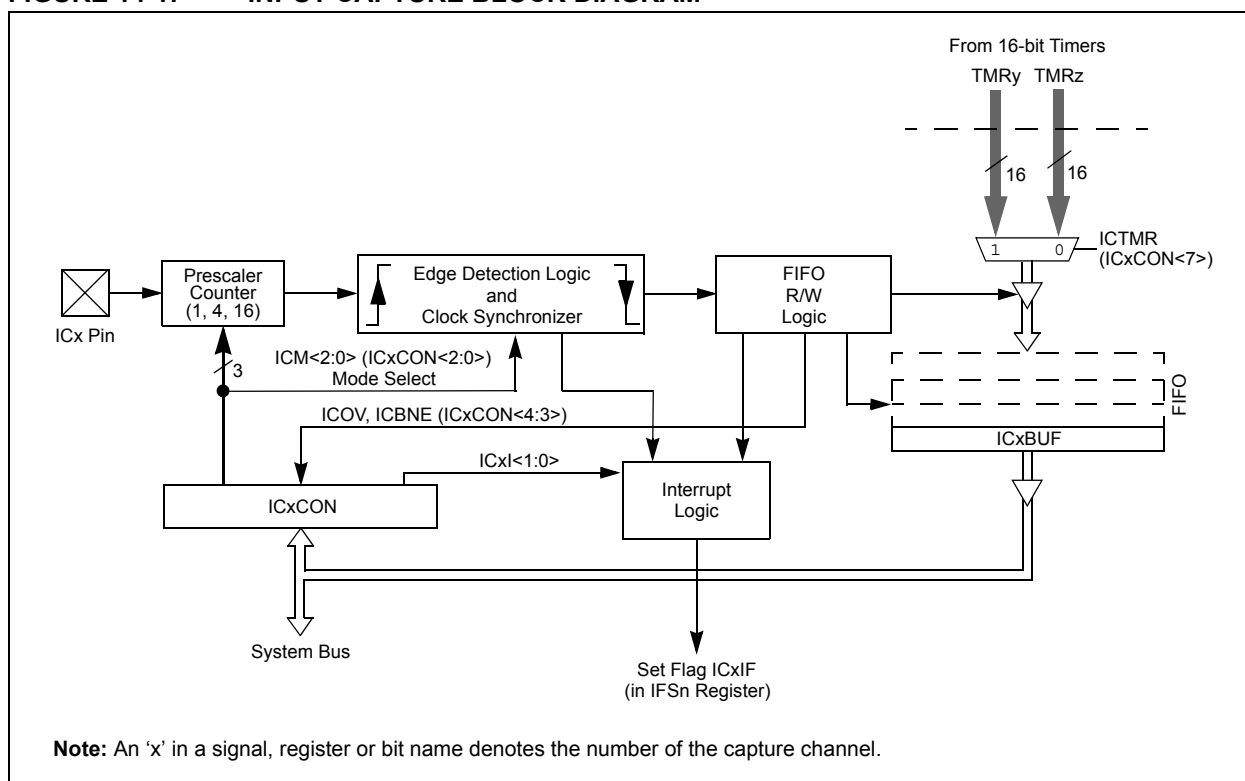 From 16-bit Timers
TMRy TMRz
16 16
1 0
ICTMR
(ICxCON<7>)
Prescaler
Counter
(1, 4, 16)
Edge Detection Logic
and
Clock Synchronizer
FIFO
R/W
Logic
ICx Pin
3
ICM<2:0> (ICxCON<2:0>)
Mode Select
FIFO
ICOV, ICBNE (ICxCON<4:3>)
ICxBUF
ICxI<1:0>
Interrupt
Logic
ICxCON
System Bus
Set Flag ICxIF
(in IFSn Register)
Note: An ‘x’ in a signal, register or bit name denotes the number of the capture channel.